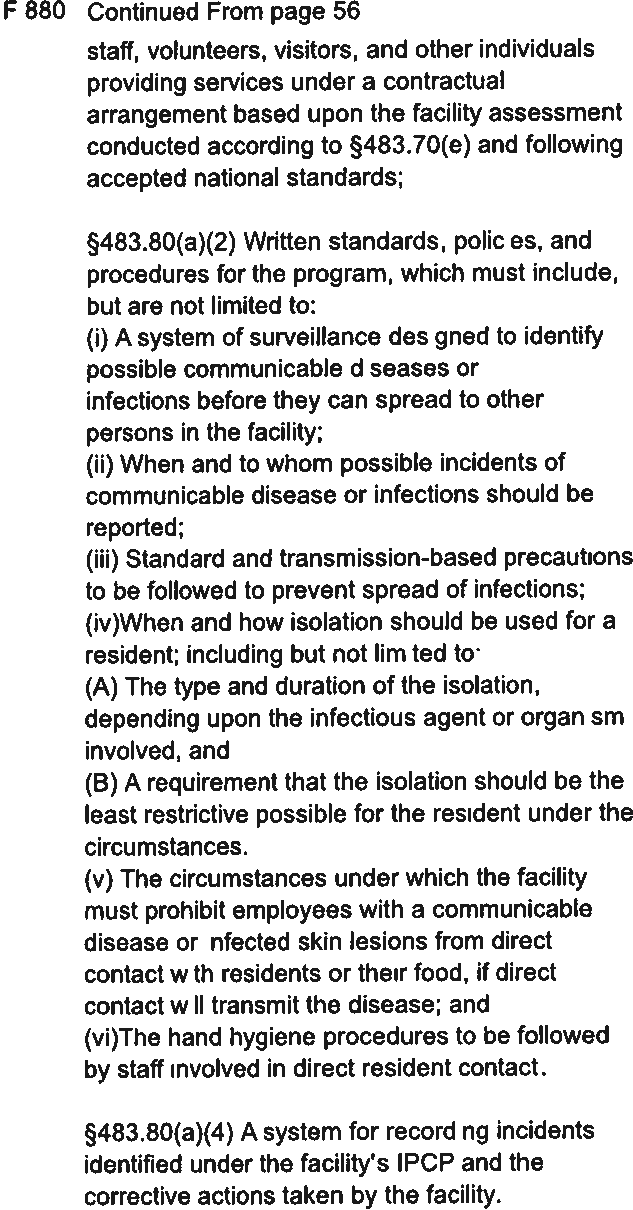 F 880 Continued From page 56
staff, volunteers, visitors, and other individuals
providing services under a contractual
arrangement based upon the facility assessment
conducted according to §483.70(e) and following
accepted national standards;
§483.80(a)(2) Written standards, polic es, and
procedures for the program, which must include,
but are not limited to:
(i) A system of surveillance des gned to identify
possible communicable d seases or
infections before they can spread to other
persons in the facility;
(ii) When and to whom possible incidents of
communicable disease or infections should be
reported;
(iii) Standard and transmission-based precautions
to be followed to prevent spread of infections;
(iv)When and how isolation should be used for a
resident; including but not lim ted to·
(A) The type and duration of the isolation,
depending upon the infectious agent or organ sm
involved, and
(B) A requirement that the isolation should be the
least restrictive possible for the resident under the
circumstances.
(v) The circumstances under which the facility
must prohibit employees with a communicable
disease or nfected skin lesions from direct
contact w th residents or their food, if direct
contact w ll transmit the disease; and
(vi)The hand hygiene procedures to be followed
by staff involved in direct resident contact.
§483.80(a)(4) A system for record ng incidents
identified under the facility's IPCP and the
corrective actions taken by the facility.